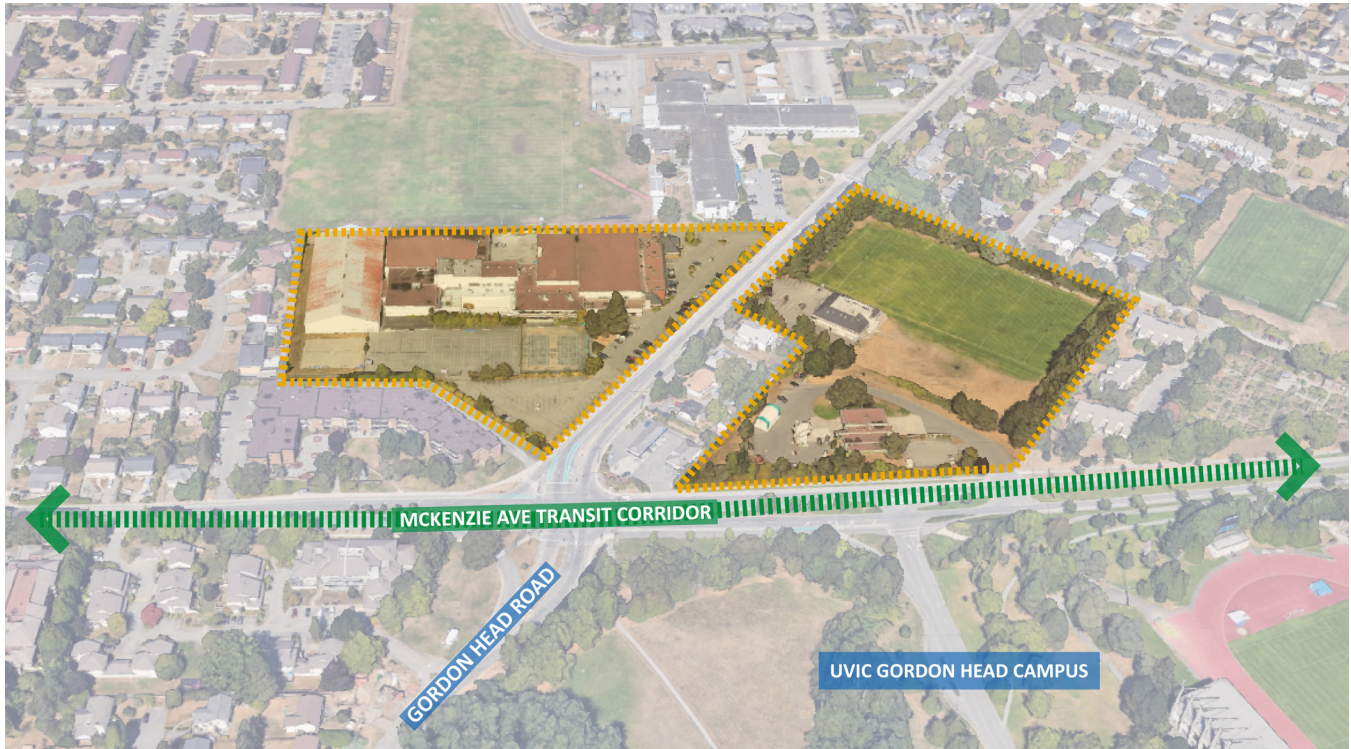 MCKENZIE AVE TRANSIT CORRIDOR
GORDON HEAD ROAD
UVIC GORDON HEAD CAMPUS